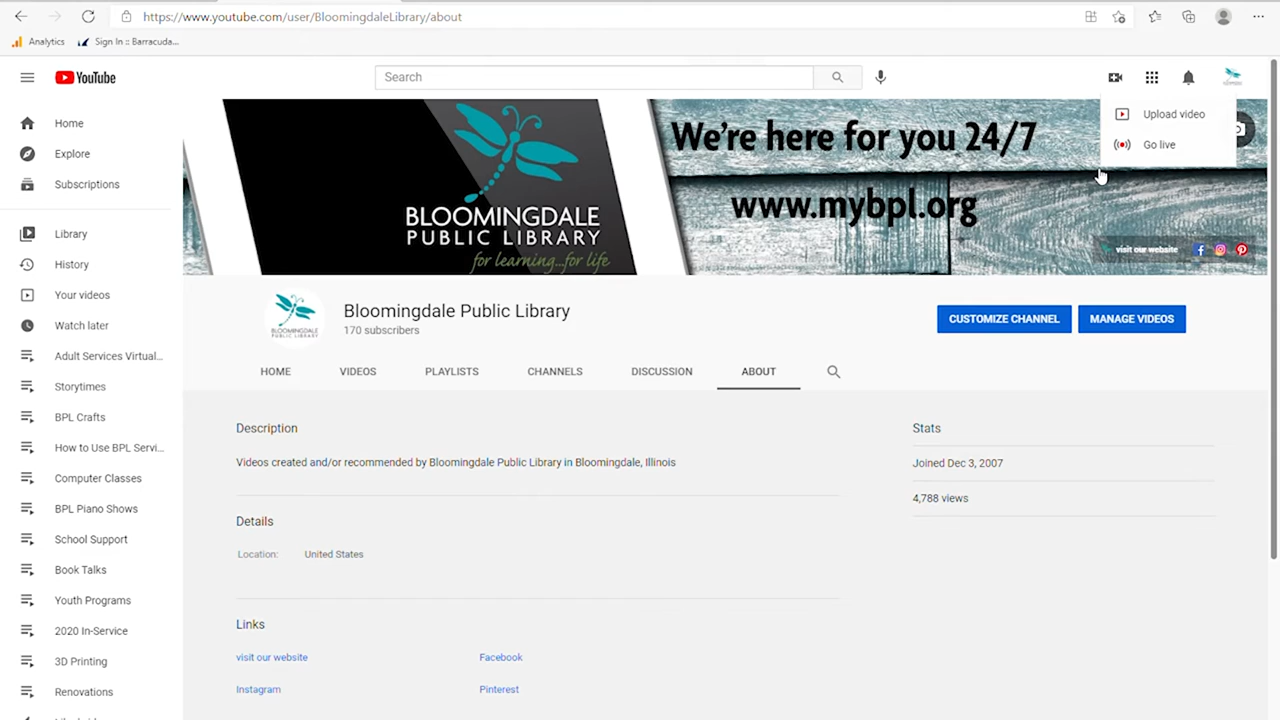 https://www.youtube.com/user/BloomingdaleLibrary/about
Analytics
Sign In :: Barracuda...
YouTube
Search
Upload video
Go live
Home
Explore
Subscriptions
Library
History
Your videos
Watch later
Adult Services Virtual...
Storytimes
BPL Crafts
How to Use BPL Servi...
Computer Classes
BPL Piano Shows
School Support
Book Talks
Youth Programs
2020 In-Service
3D Printing
Renovations
BLOOMINGDALE
PUBLIC LIBRARY
for learning...for life
We're here for you 24/7
www.mybpl.org
visit our website
BLOOMINGDALE
PUBLIC LIBRARY
Bloomingdale Public Library
170 subscribers
CUSTOMIZE CHANNEL
MANAGE VIDEOS
HOME
VIDEOS
PLAYLISTS
CHANNELS
DISCUSSION
ABOUT
Description
Videos created and/or recommended by Bloomingdale Public Library in Bloomingdale, Illinois
Details
Location: United States
Links
visit our website
Facebook
Instagram
Pinterest
Stats
Joined Dec 3, 2007
4,788 views